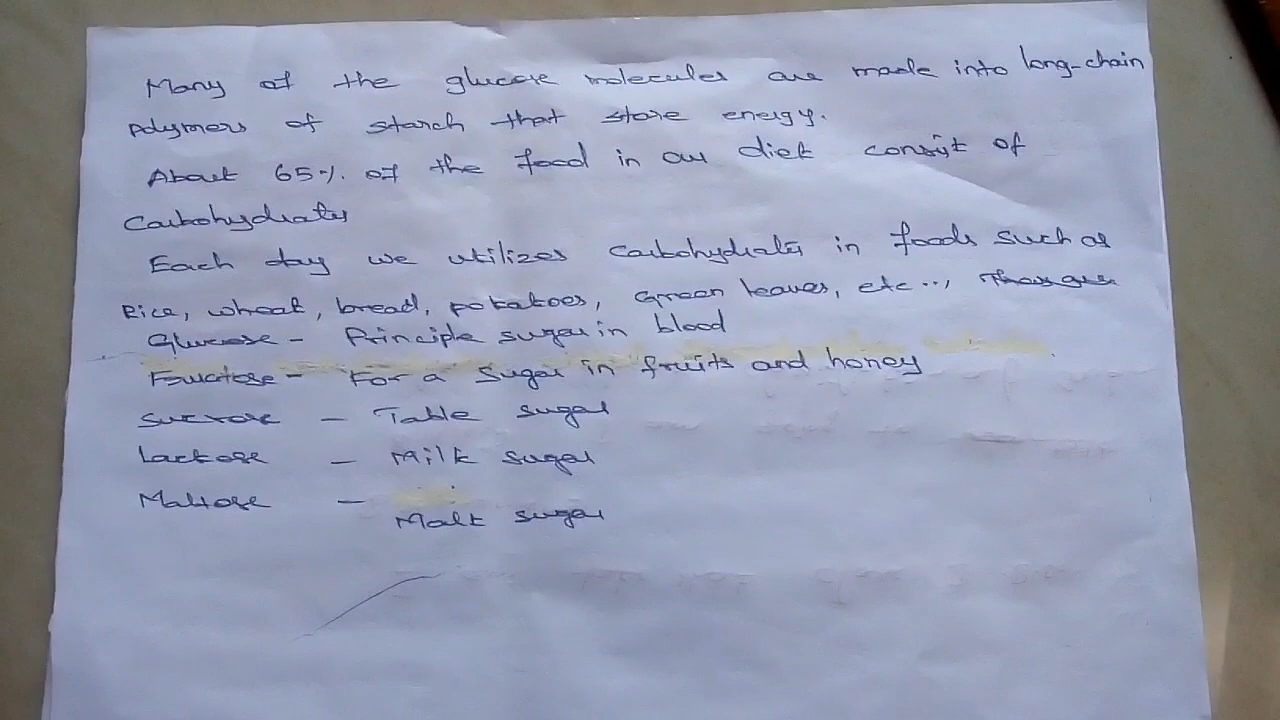 Many of the glucose molecules are made into long-chain
polymers of starch that store energy.
About 65%. of the food in our diet consist of
Carbohydrates
Each day we utilizes Carbohydrates in foods such as
Rice, wheat, bread, potatoes, Green leaves, etc..,
Glucose - Principle sugar in blood
Fructose - For a Sugar in fruits and honey
Sucrose - Table sugar
Lactose - Milk sugar
Maltose -
Malt sugar